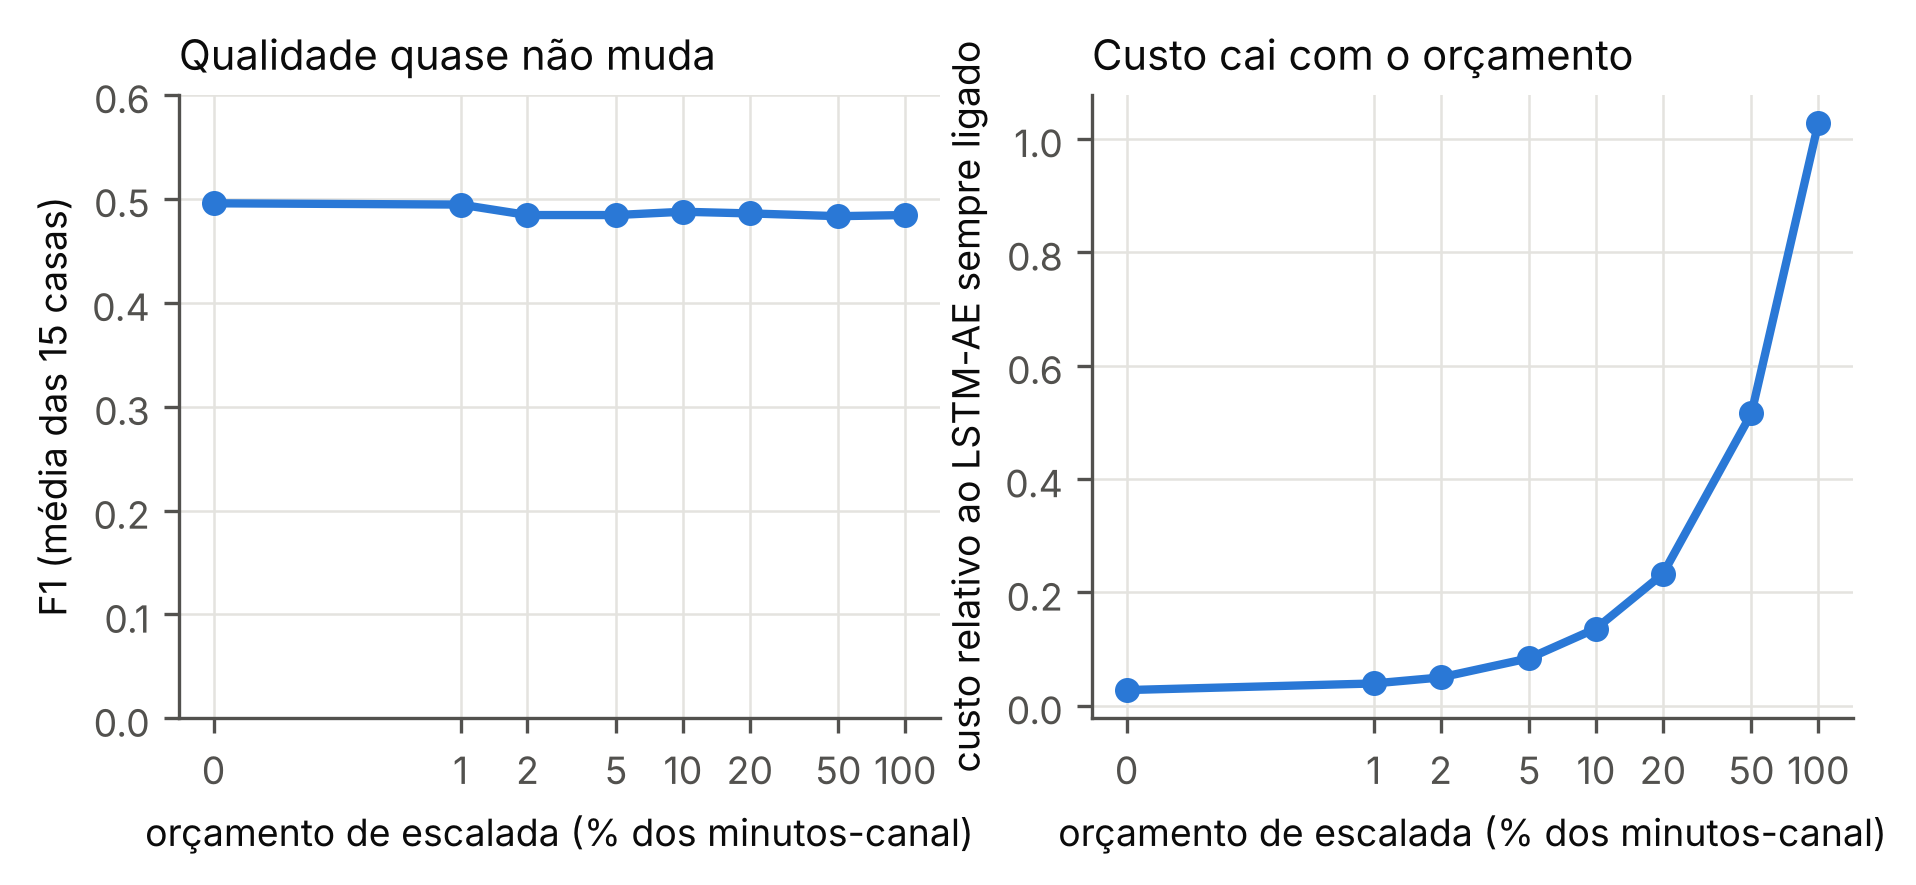 Qualidade quase não muda
F1 (média das 15 casas)
0.6
0.5
0.4
0.3
0.2
0.1
0.0
0 1 2 5 10 20 50 100
orçamento de escalada (% dos minutos-canal)
Custo cai com o orçamento
custo relativo ao LSTM-AE sempre ligado
1.0
0.8
0.6
0.4
0.2
0.0
0 1 2 5 10 20 50 100
orçamento de escalada (% dos minutos-canal)